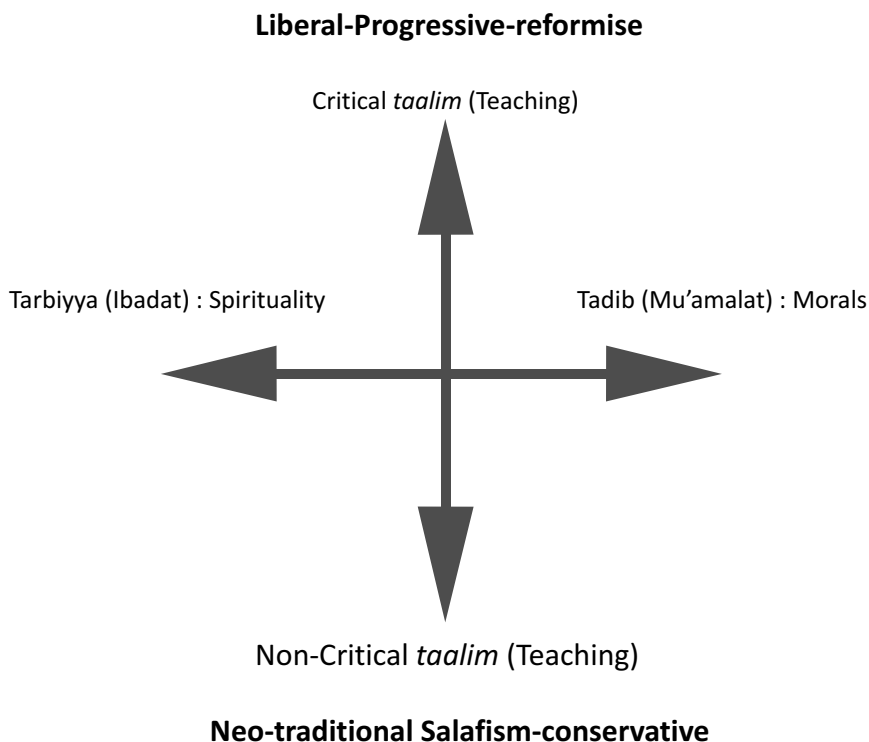 Liberal-Progressive-reformise
Critical taalim (Teaching)
Tarbiyya (Ibadat) : Spirituality
Tadib (Mu’amalat) : Morals
Non-Critical taalim (Teaching)
Neo-traditional Salafism-conservative